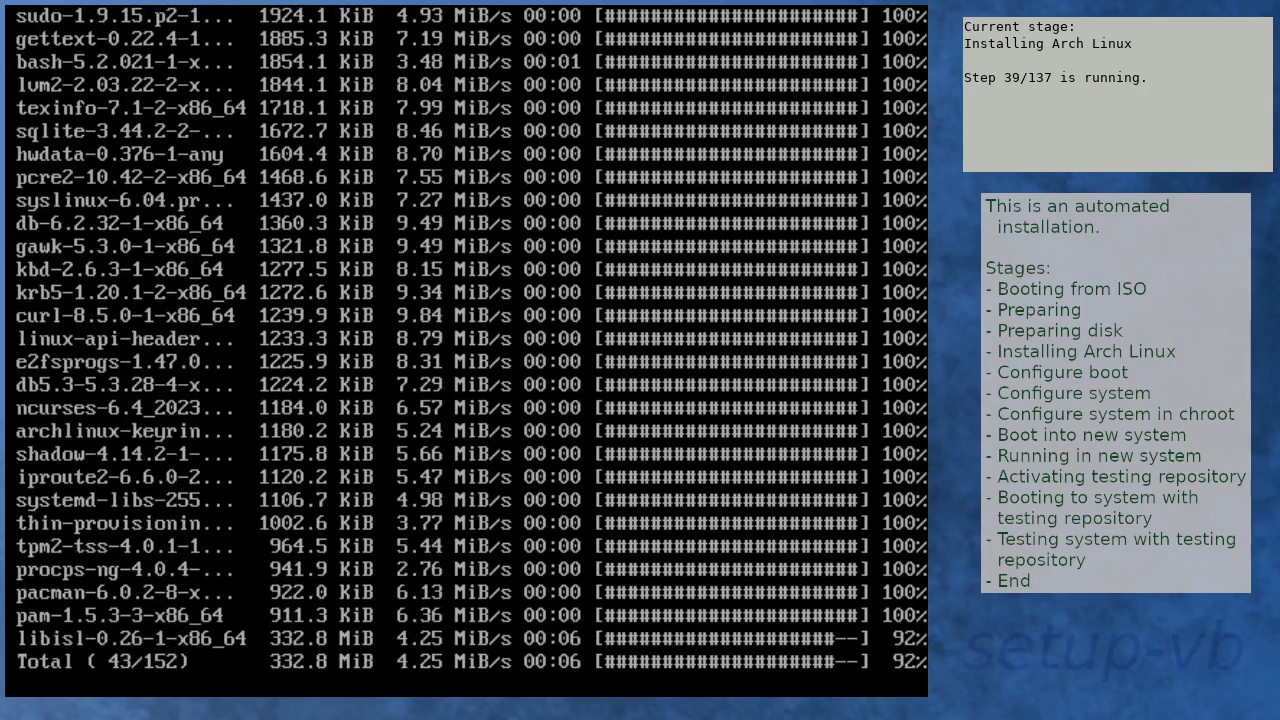 sudo-1.9.15.p2-1... 1924.1 KiB 4.93 MiB/s 00:00 [######################] 100%
gettext-0.22.4-1... 1885.3 KiB 7.19 MiB/s 00:00 [######################] 100%
bash-5.2.021-1-x... 1854.1 KiB 3.48 MiB/s 00:01 [######################] 100%
lvm2-2.03.22-2-x... 1844.1 KiB 8.04 MiB/s 00:00 [######################] 100%
texinfo-7.1-2-x86_64 1718.1 KiB 7.99 MiB/s 00:00 [######################] 100%
sqlite-3.44.2-2-... 1672.7 KiB 8.46 MiB/s 00:00 [######################] 100%
hwdata-0.376-1-any 1604.4 KiB 8.70 MiB/s 00:00 [######################] 100%
pcre2-10.42-2-x86_64 1468.6 KiB 7.55 MiB/s 00:00 [######################] 100%
syslinux-6.04.pr... 1437.0 KiB 7.27 MiB/s 00:00 [######################] 100%
db-6.2.32-1-x86_64 1360.3 KiB 9.49 MiB/s 00:00 [######################] 100%
gawk-5.3.0-1-x86_64 1321.8 KiB 9.49 MiB/s 00:00 [######################] 100%
kbd-2.6.3-1-x86_64 1277.5 KiB 8.15 MiB/s 00:00 [######################] 100%
krb5-1.20.1-2-x86_64 1272.6 KiB 9.34 MiB/s 00:00 [######################] 100%
curl-8.5.0-1-x86_64 1239.9 KiB 9.84 MiB/s 00:00 [######################] 100%
linux-api-header... 1233.3 KiB 8.79 MiB/s 00:00 [######################] 100%
e2fsprogs-1.47.0... 1225.9 KiB 8.31 MiB/s 00:00 [######################] 100%
db5.3-5.3.28-4-x... 1224.2 KiB 7.29 MiB/s 00:00 [######################] 100%
ncurses-6.4_2023... 1184.0 KiB 6.57 MiB/s 00:00 [######################] 100%
archlinux-keyrin... 1180.2 KiB 5.24 MiB/s 00:00 [######################] 100%
shadow-4.14.2-1-... 1175.8 KiB 5.66 MiB/s 00:00 [######################] 100%
iproute2-6.6.0-2... 1120.2 KiB 5.47 MiB/s 00:00 [######################] 100%
systemd-libs-255... 1106.7 KiB 4.98 MiB/s 00:00 [######################] 100%
thin-provisionin... 1002.6 KiB 3.77 MiB/s 00:00 [######################] 100%
tpm2-tss-4.0.1-1... 964.5 KiB 5.44 MiB/s 00:00 [######################] 100%
procps-ng-4.0.4-... 941.9 KiB 2.76 MiB/s 00:00 [######################] 100%
pacman-6.0.2-8-x... 922.0 KiB 6.13 MiB/s 00:00 [######################] 100%
pam-1.5.3-3-x86_64 911.3 KiB 6.36 MiB/s 00:00 [######################] 100%
libisl-0.26-1-x86_64 332.8 MiB 4.25 MiB/s 00:06 [####################--] 92%
Total ( 43/152) 332.8 MiB 4.25 MiB/s 00:06 [####################--] 92%
Current stage:
Installing Arch Linux
Step 39/137 is running.
This is an automated
installation.
Stages:
- Booting from ISO
- Preparing
- Preparing disk
- Installing Arch Linux
- Configure boot
- Configure system
- Configure system in chroot
- Boot into new system
- Running in new system
- Activating testing repository
- Booting to system with
testing repository
- Testing system with testing
repository
- End
-setup-vb